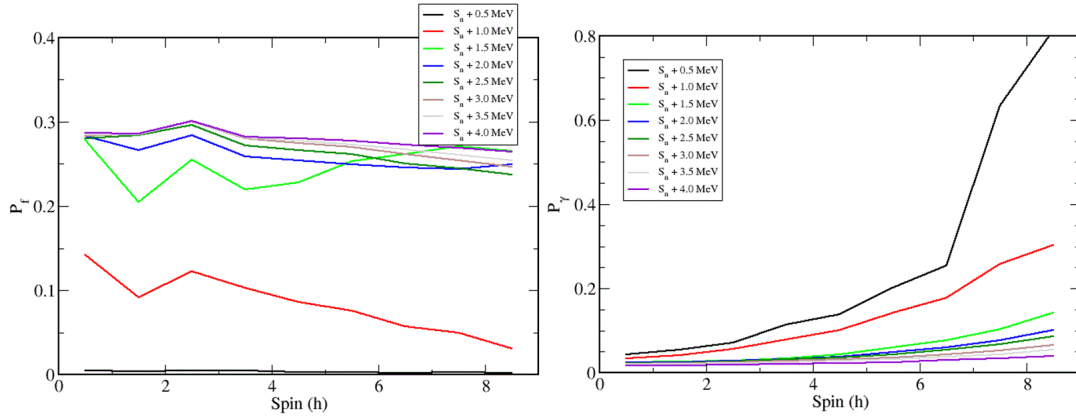 S_n + 0.5 MeV
S_n + 1.0 MeV
S_n + 1.5 MeV
S_n + 2.0 MeV
S_n + 2.5 MeV
S_n + 3.0 MeV
S_n + 3.5 MeV
S_n + 4.0 MeV
0.4
0.3
0.2
0.1
0
P_f
0 2 4 6 8
Spin (h)
S_n + 0.5 MeV
S_n + 1.0 MeV
S_n + 1.5 MeV
S_n + 2.0 MeV
S_n + 2.5 MeV
S_n + 3.0 MeV
S_n + 3.5 MeV
S_n + 4.0 MeV
0.8
0.6
0.4
0.2
0
P_γ
0 2 4 6 8
Spin (h)